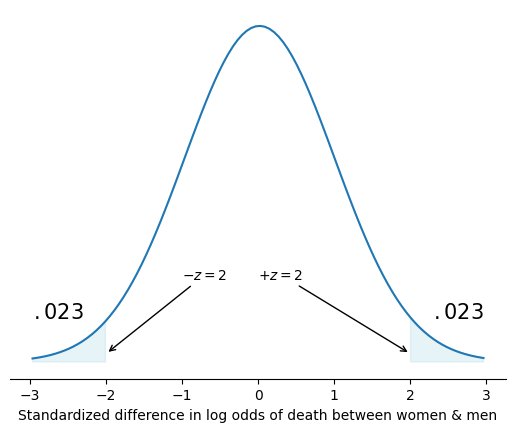 −z = 2 +z = 2
.023 .023
−3 −2 −1 0 1 2 3
Standardized difference in log odds of death between women & men